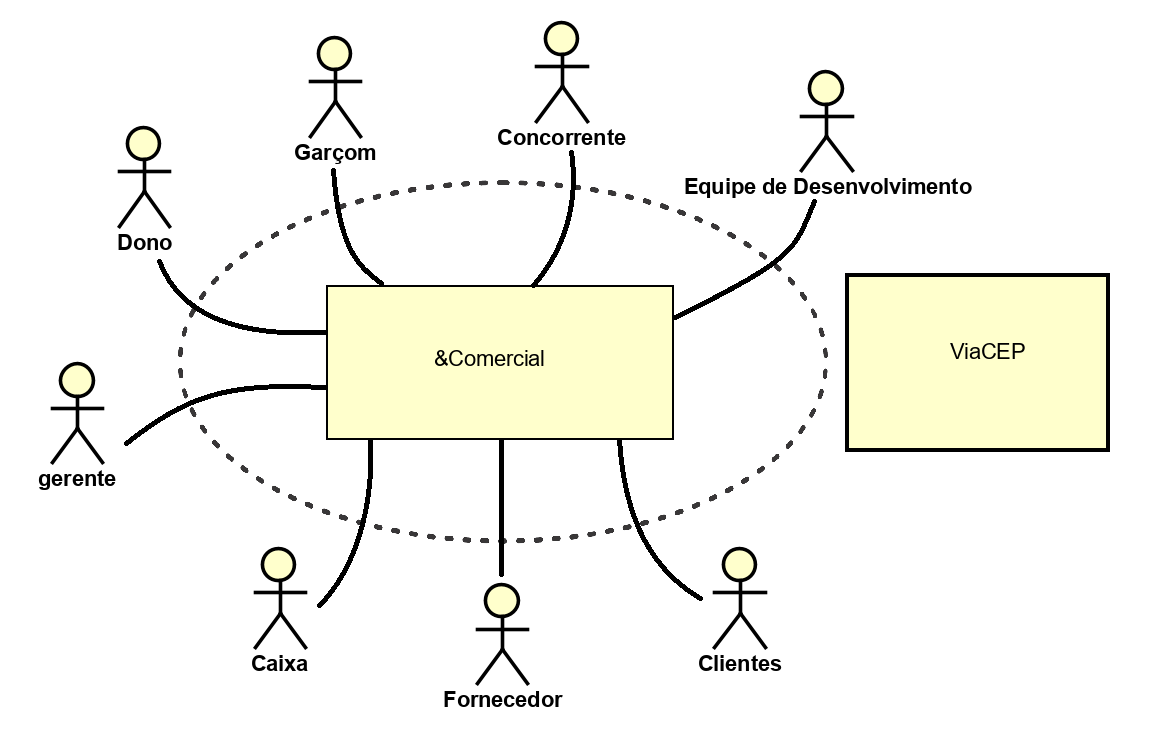 Concorrente
Garçom
Equipe de Desenvolvimento
Dono
&Comercial
ViaCEP
gerente
Caixa
Clientes
Fornecedor